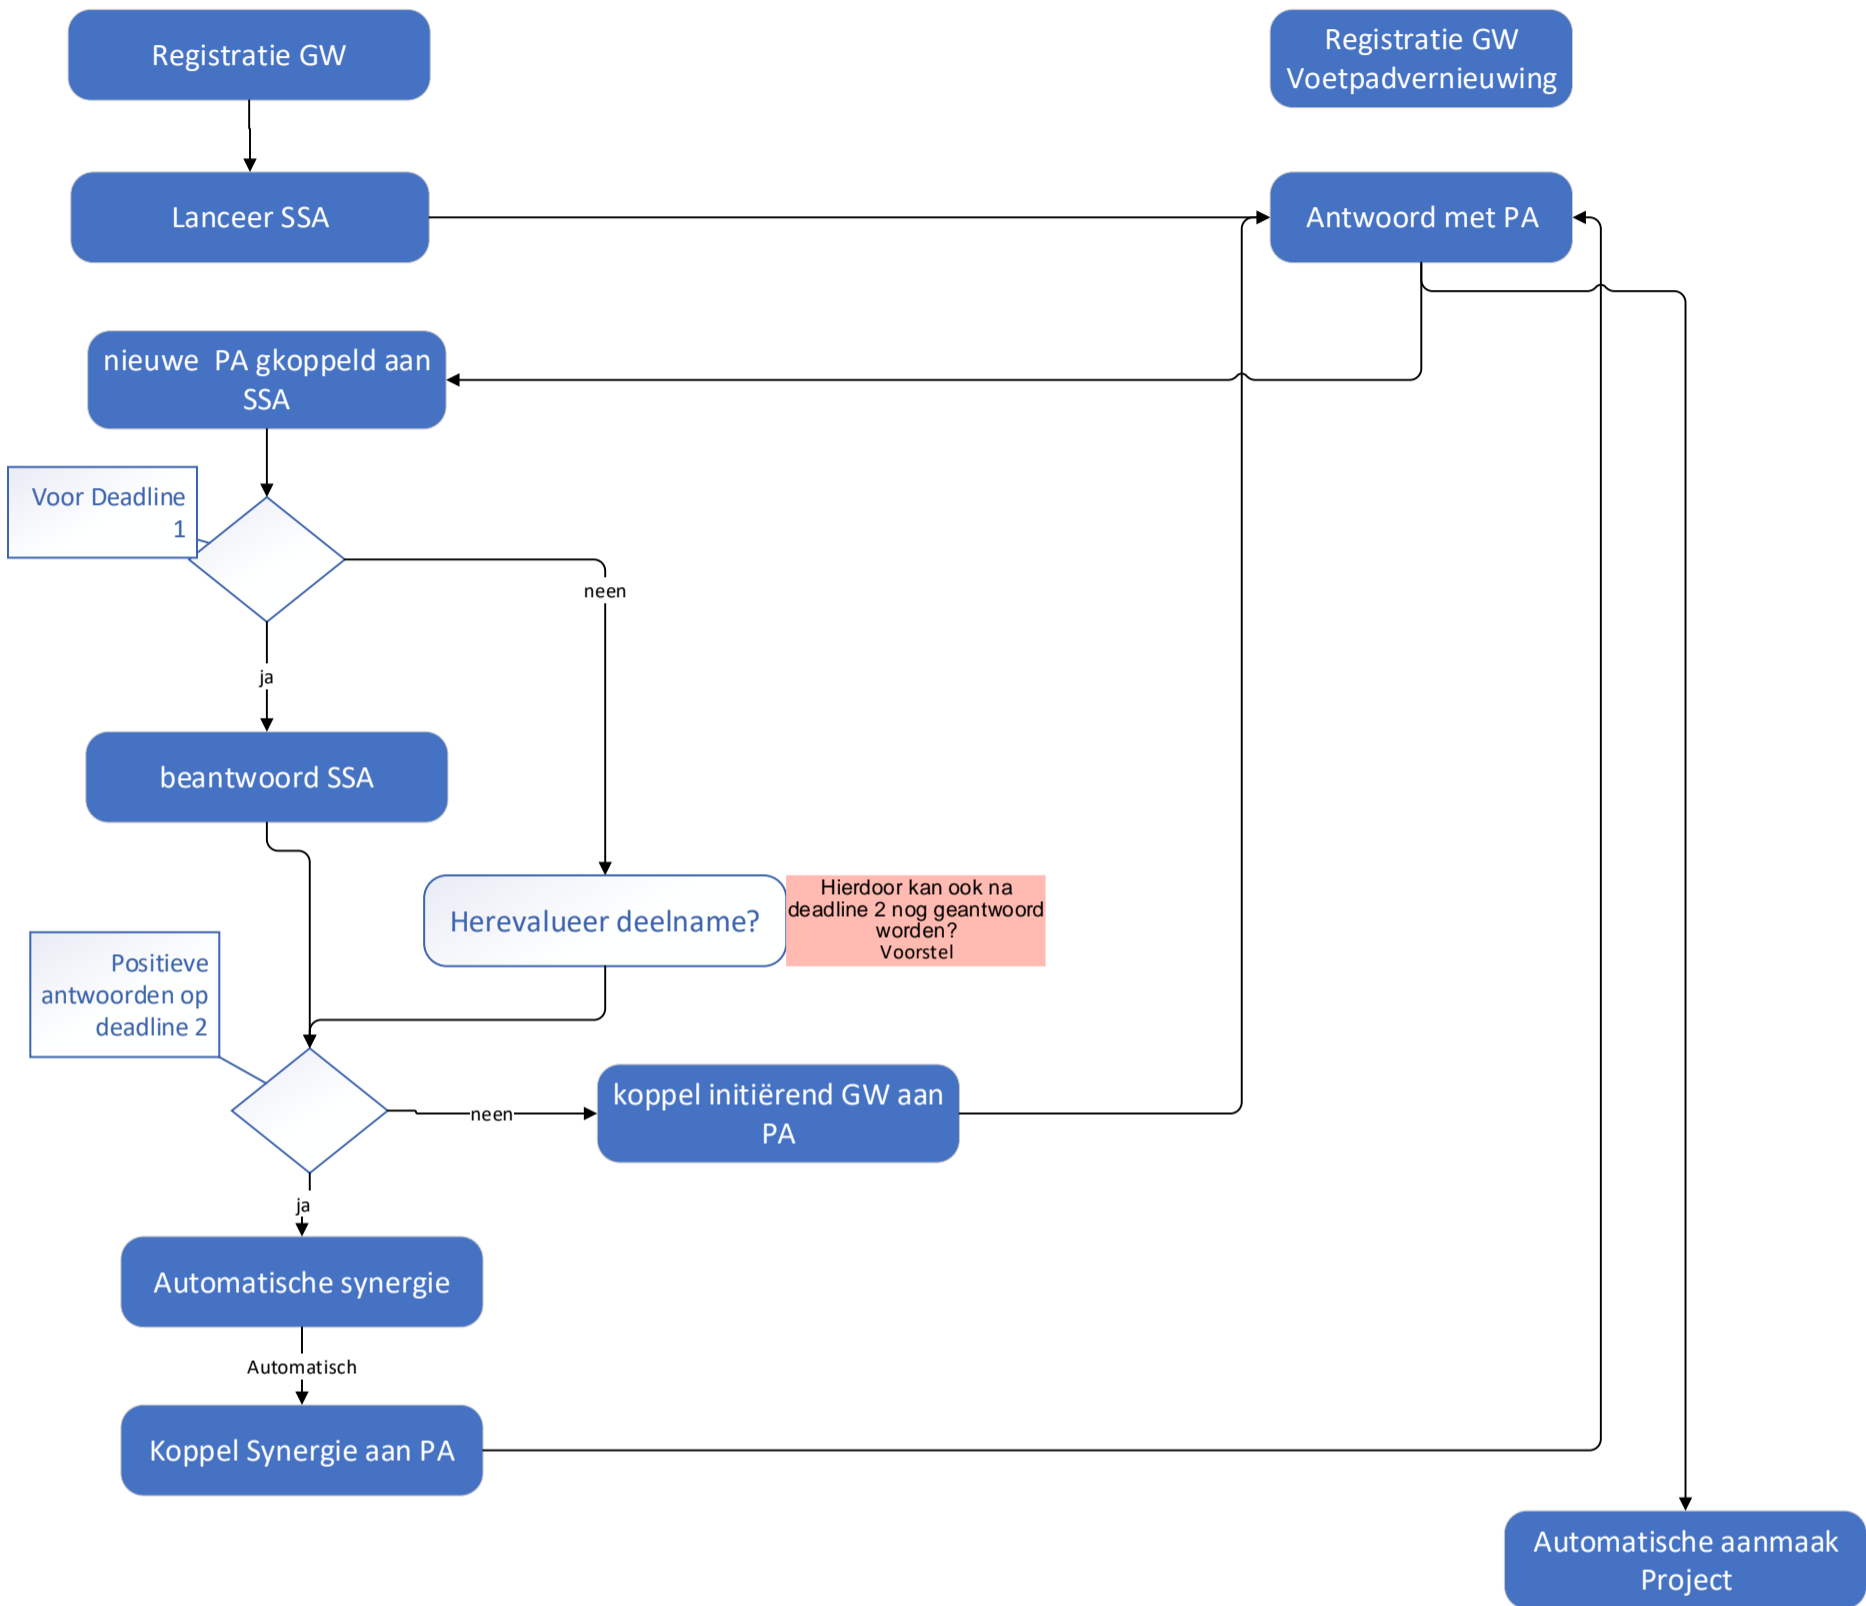 Registratie GW
Registratie GW
Voetpadvernieuwing
Lanceer SSA
Antwoord met PA
nieuwe  PA gkoppeld aan
SSA
Voor Deadline
1
neen
ja
beantwoord SSA
Herevalueer deelname?
Hierdoor kan ook na
deadline 2 nog geantwoord
worden?
Voorstel
Positieve
antwoorden op
deadline 2
neen
koppel initiërend GW aan
PA
ja
Automatische synergie
Automatisch
Koppel Synergie aan PA
Automatische aanmaak
Project